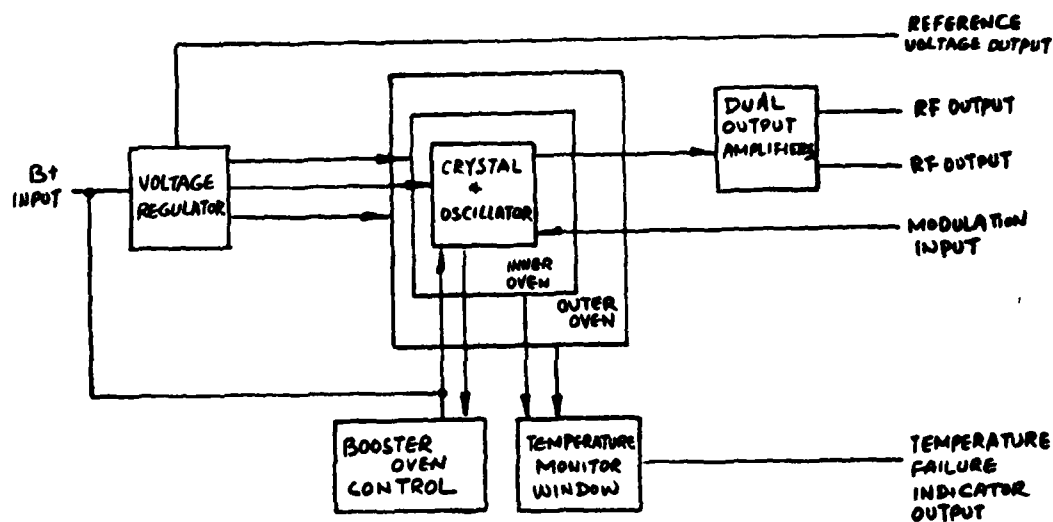 REFERENCE
VOLTAGE OUTPUT
DUAL
OUTPUT
AMPLIFIERS
RF OUTPUT
RF OUTPUT
B+
INPUT
VOLTAGE
REGULATOR
CRYSTAL
+
OSCILLATOR
MODULATION
INPUT
INNER
OVEN
OUTER
OVEN
BOOSTER
OVEN
CONTROL
TEMPERATURE
MONITOR
WINDOW
TEMPERATURE
FAILURE
INDICATOR
OUTPUT